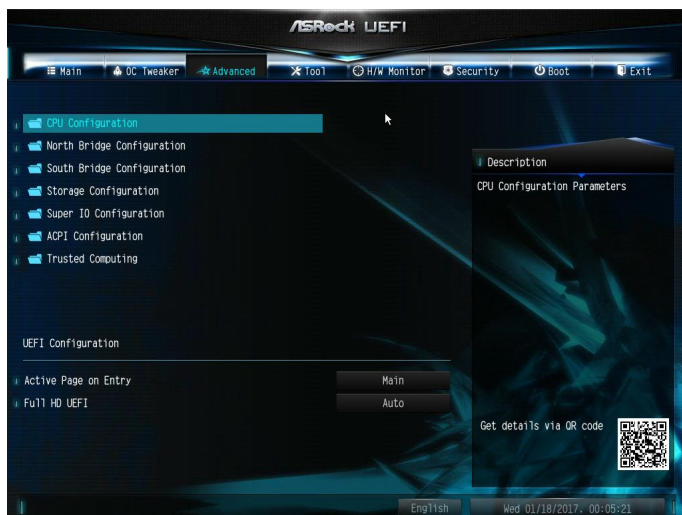 ASRock UEFI
Main
OC Tweaker
Advanced
Tool
H/W Monitor
Security
Boot
Exit
CPU Configuration
North Bridge Configuration
South Bridge Configuration
Storage Configuration
Super IO Configuration
ACPI Configuration
Trusted Computing
Description
CPU Configuration Parameters
UEFI Configuration
Active Page on Entry Main
Full HD UEFI Auto
Get details via QR code
English
Wed 01/18/2017. 00:05:21